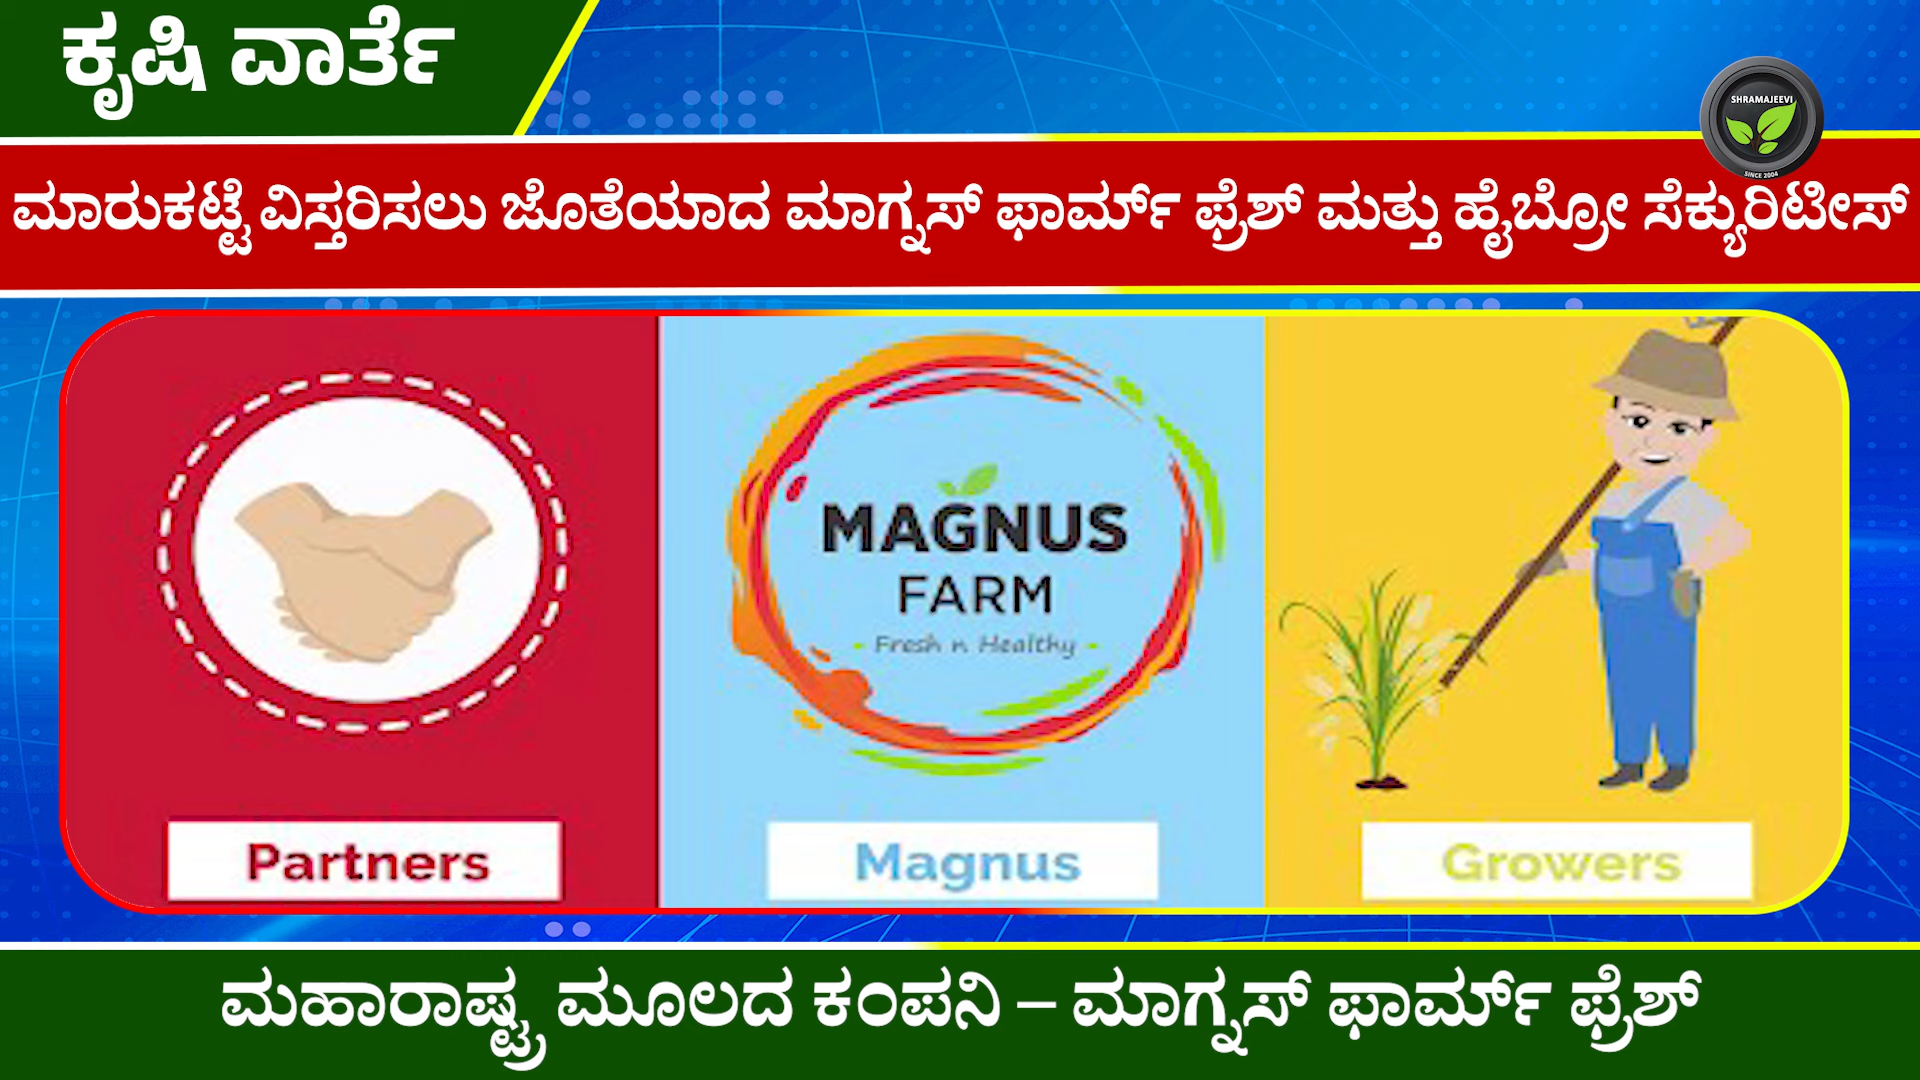 ಕೃಷಿ ವಾರ್ತೆ
SHRAMAJEEVI
SINCE 2004
ಮಾರುಕಟ್ಟೆ ವಿಸ್ತರಿಸಲು ಜೊತೆಯಾದ ಮಾಗ್ನಸ್ ಫಾರ್ಮ್ ಫ್ರೆಶ್ ಮತ್ತು ಹೈಬ್ರೋ ಸೆಕ್ಯುರಿಟೀಸ್
MAGNUS
FARM
- Fresh n Healthy -
Partners
Magnus
Growers
ಮಹಾರಾಷ್ಟ್ರ ಮೂಲದ ಕಂಪನಿ – ಮಾಗ್ನಸ್ ಫಾರ್ಮ್ ಫ್ರೆಶ್